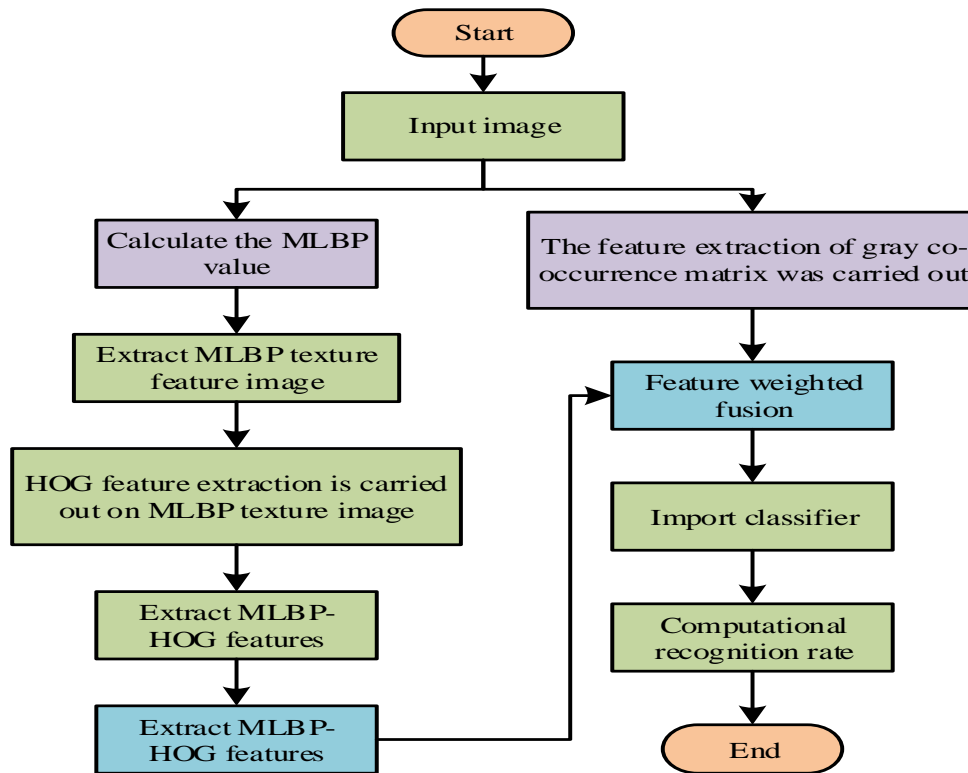 Start
Input image
Calculate the MLBP
value
Extract MLBP texture
feature image
HOG feature extraction is carried
out on MLBP texture image
Extract MLBP-
HOG features
Extract MLBP-
HOG features
The feature extraction of gray co-
occurrence matrix was carried out
Feature weighted
fusion
Import classifier
Computational
recognition rate
End